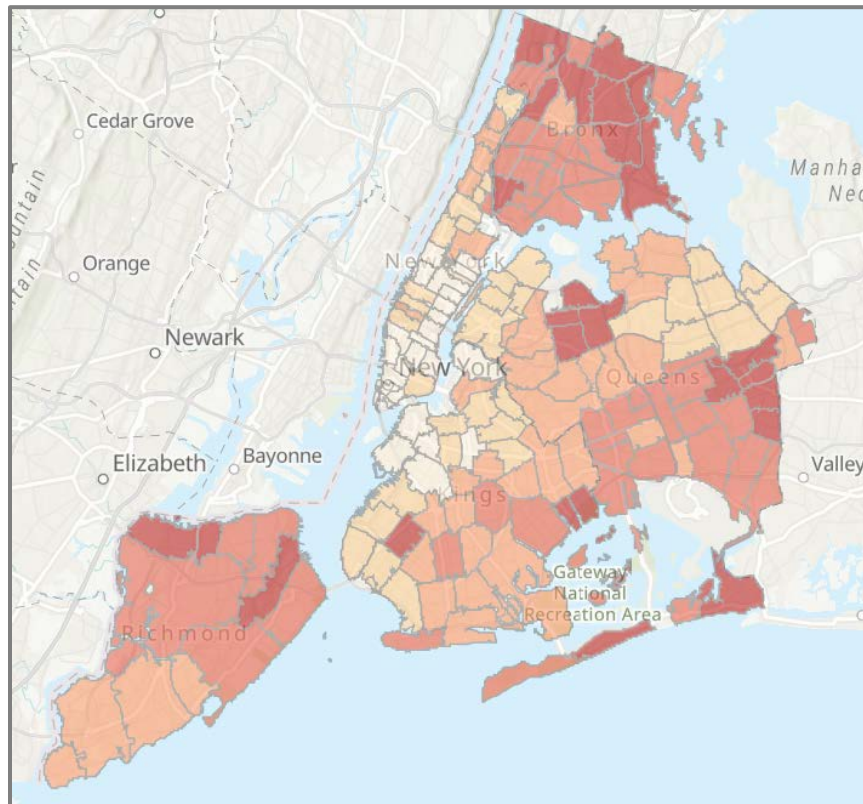 Cedar Grove
Bronx
Manha
Nec
Mountain
Orange
New York
Newark
New York
Queens
Elizabeth
Bayonne
Valley
Kings
Gateway
National
Recreation Area
Richmond